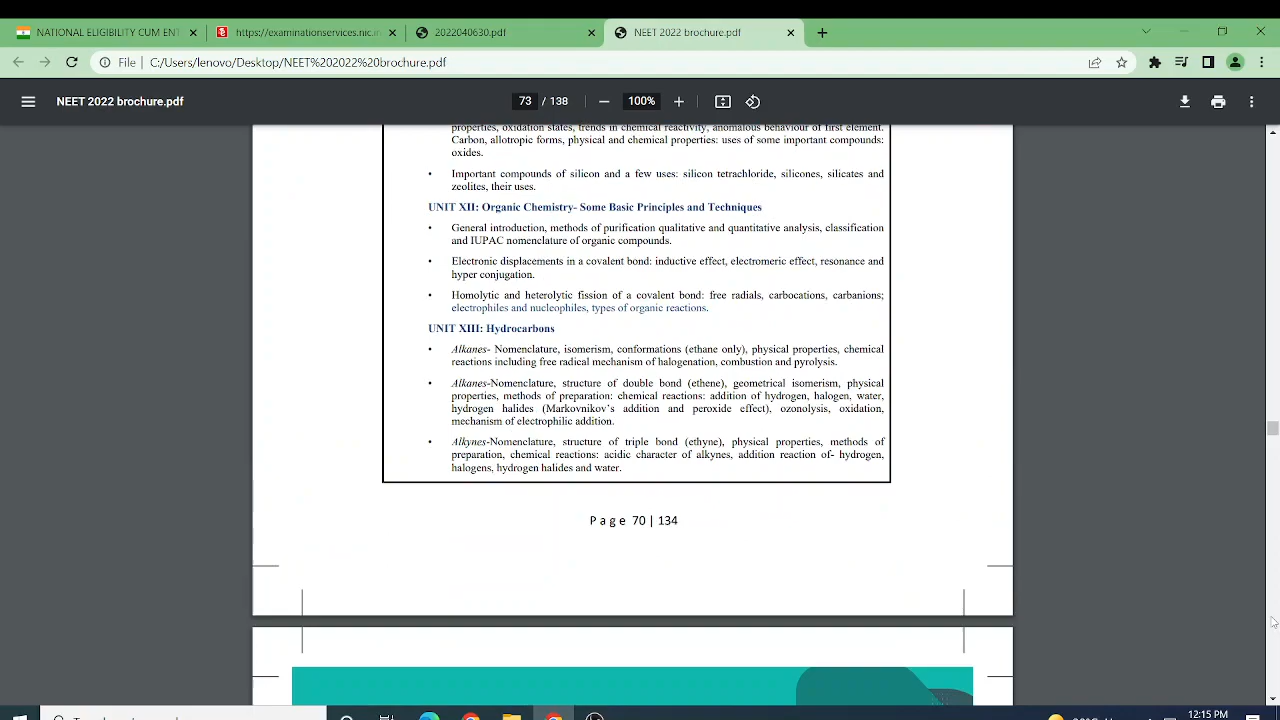 NATIONAL ELIGIBILITY CUM ENT
https://examinationservices.nic.in
2022040630.pdf
NEET 2022 brochure.pdf
File | C:/Users/lenovo/Desktop/NEET%202022%20brochure.pdf
NEET 2022 brochure.pdf
73 / 138
100%
properties, oxidation states, trends in chemical reactivity, anomalous behaviour of first element.
Carbon, allotropic forms, physical and chemical properties: uses of some important compounds:
oxides.
• Important compounds of silicon and a few uses: silicon tetrachloride, silicones, silicates and
zeolites, their uses.
UNIT XII: Organic Chemistry- Some Basic Principles and Techniques
• General introduction, methods of purification qualitative and quantitative analysis, classification
and IUPAC nomenclature of organic compounds.
• Electronic displacements in a covalent bond: inductive effect, electromeric effect, resonance and
hyper conjugation.
• Homolytic and heterolytic fission of a covalent bond: free radials, carbocations, carbanions;
electrophiles and nucleophiles, types of organic reactions.
UNIT XIII: Hydrocarbons
• Alkanes- Nomenclature, isomerism, conformations (ethane only), physical properties, chemical
reactions including free radical mechanism of halogenation, combustion and pyrolysis.
• Alkanes-Nomenclature, structure of double bond (ethene), geometrical isomerism, physical
properties, methods of preparation: chemical reactions: addition of hydrogen, halogen, water,
hydrogen halides (Markovnikov's addition and peroxide effect), ozonolysis, oxidation,
mechanism of electrophilic addition.
• Alkynes-Nomenclature, structure of triple bond (ethyne), physical properties, methods of
preparation, chemical reactions: acidic character of alkynes, addition reaction of- hydrogen,
halogens, hydrogen halides and water.
Page 70 | 134
12:15 PM